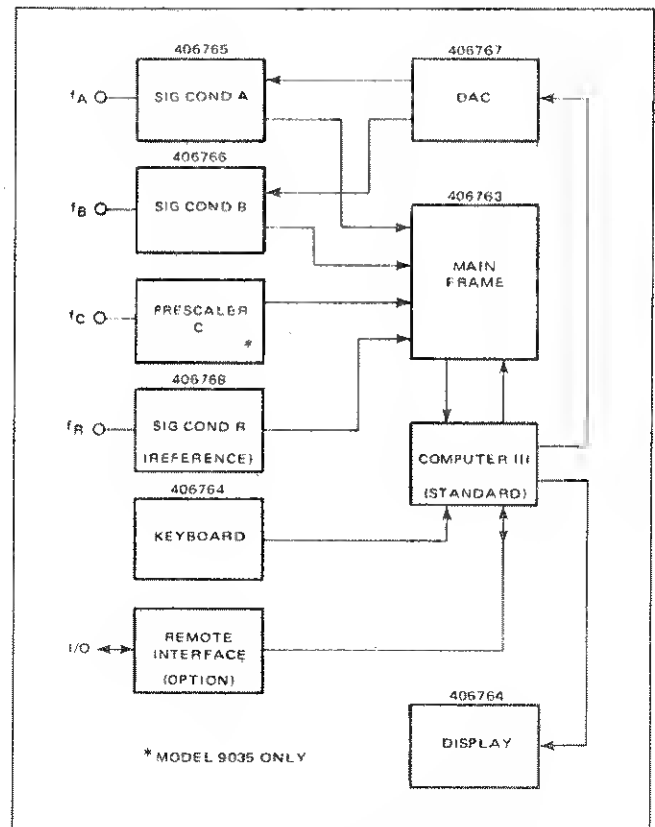 406765
fA
SIG COND A
406767
DAC
406766
fB
SIG COND B
406763
MAIN
FRAME
fC
PRESCALER
C
*
406768
fR
SIG COND R
(REFERENCE)
COMPUTER III
(STANDARD)
406764
KEYBOARD
I/O
REMOTE
INTERFACE
(OPTION)
406764
DISPLAY
* MODEL 9035 ONLY